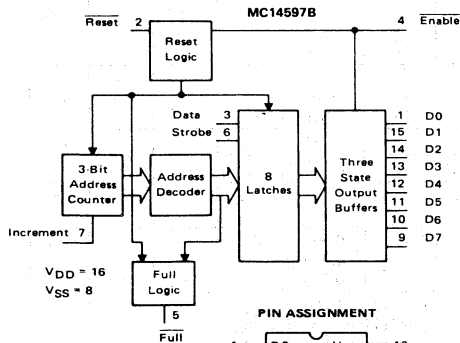 MC14597B
Reset 2
4 Enable
Reset
Logic
Data 3
Strobe 6
3-Bit
Address
Counter
Address
Decoder
8
Latches
Three
State
Output
Buffers
1 D0
15 D1
14 D2
13 D3
12 D4
11 D5
10 D6
9 D7
Increment 7
VDD = 16
VSS = 8
Full
Logic
5
Full
PIN ASSIGNMENT